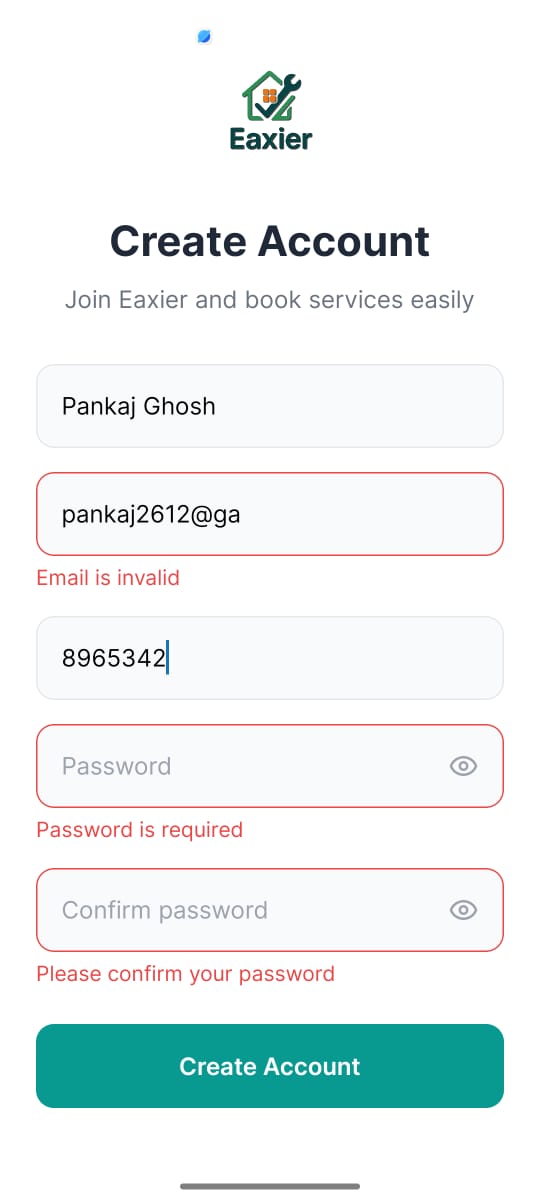 Eaxier
Create Account
Join Eaxier and book services easily
Pankaj Ghosh
pankaj2612@ga
Email is invalid
8965342
Password
Password is required
Confirm password
Please confirm your password
Create Account